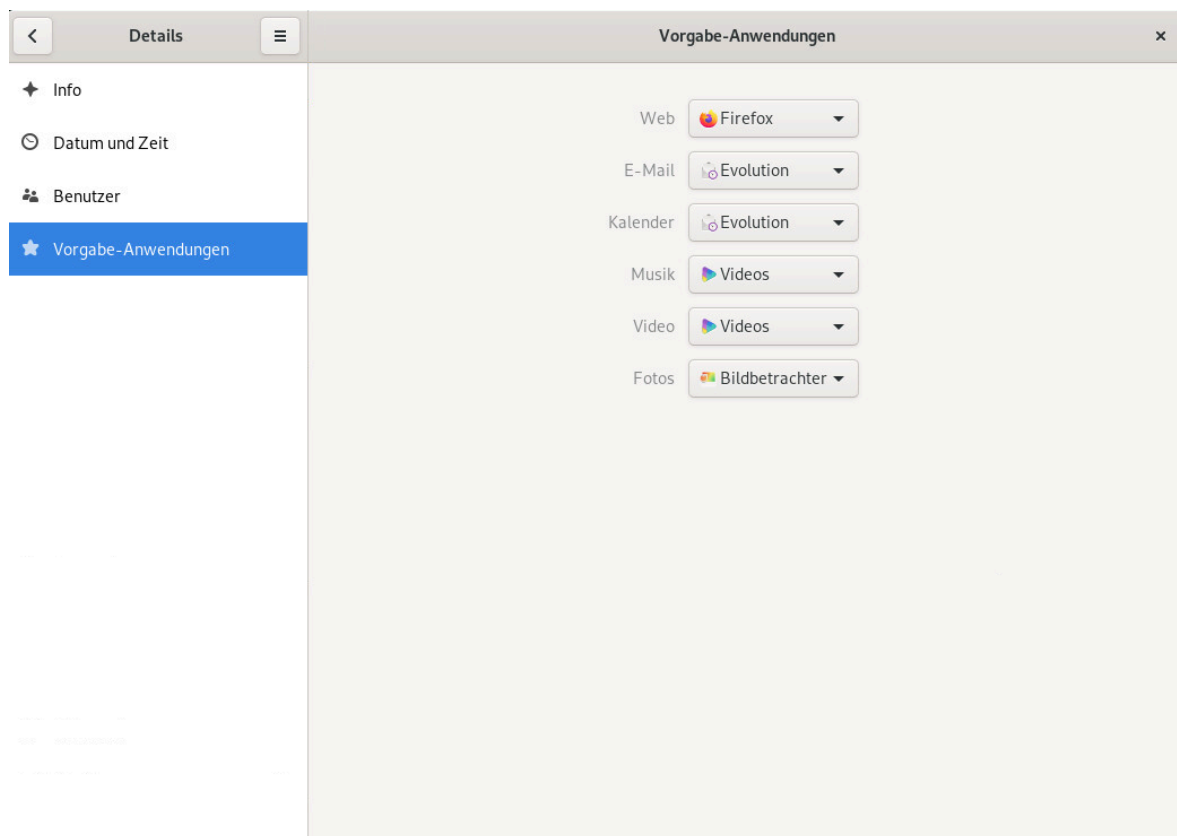 Details
Vorgabe-Anwendungen
Info
Datum und Zeit
Benutzer
Vorgabe-Anwendungen
Web Firefox
E-Mail Evolution
Kalender Evolution
Musik Videos
Video Videos
Fotos Bildbetrachter